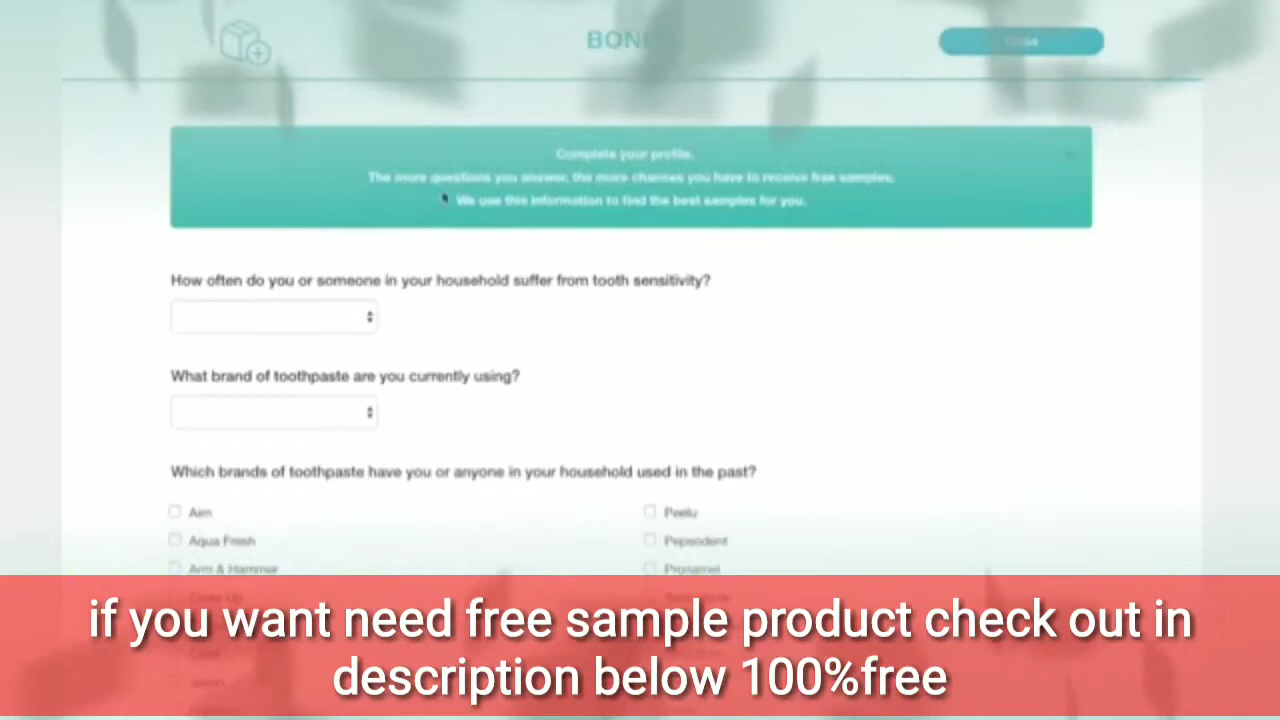 Close
Complete your profile.
The more questions you answer, the more chances you have to receive free samples.
We use this information to find the best samples for you.
How often do you or someone in your household suffer from tooth sensitivity?
What brand of toothpaste are you currently using?
Which brands of toothpaste have you or anyone in your household used in the past?
Aim
Peelu
Aqua Fresh
Pepsodent
Arm & Hammer
Pronamel
Close Up
if you want need free sample product check out in
description below 100%free